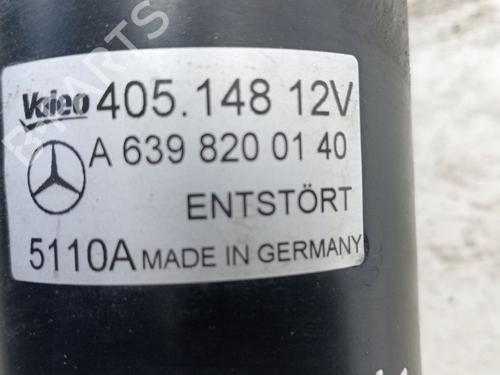 Valeo 405.148 12V
A 639 820 01 40
ENTSTÖRT
5110A MADE IN GERMANY